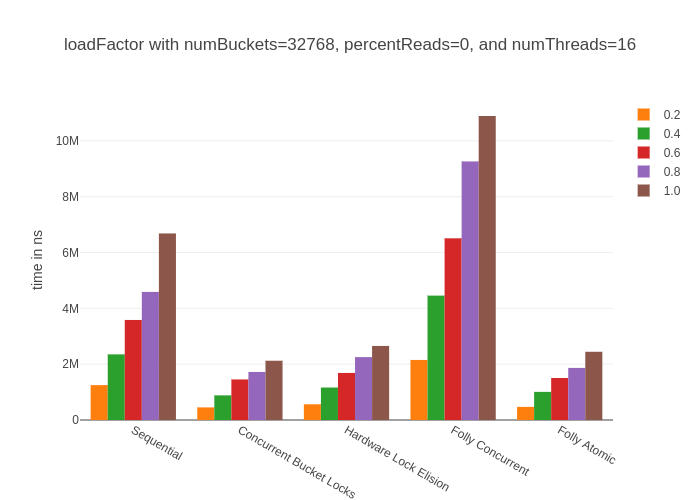 loadFactor with numBuckets=32768, percentReads=0, and numThreads=16
0.2
0.4
0.6
0.8
1.0
10M
8M
6M
4M
2M
0
time in ns
Sequential
Concurrent Bucket Locks
Hardware Lock Elision
Folly Concurrent
Folly Atomic